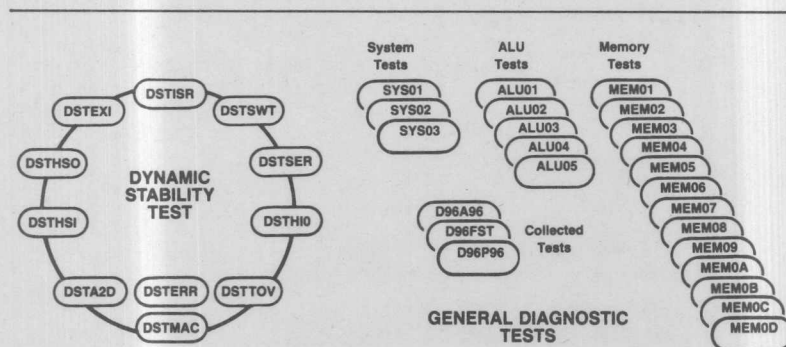 DSTISR
DSTEXI
DSTSWT
DSTHSO
DSTSER
DYNAMIC
STABILITY
TEST
DSTHSI
DSTHI0
DSTA2D
DSTERR
DSTTOV
DSTMAC
System
Tests
SYS01
SYS02
SYS03
ALU
Tests
ALU01
ALU02
ALU03
ALU04
ALU05
Memory
Tests
MEM01
MEM02
MEM03
MEM04
MEM05
MEM06
MEM07
MEM08
MEM09
MEM0A
MEM0B
MEM0C
MEM0D
D96A96
D96FST
D96P96
Collected
Tests
GENERAL DIAGNOSTIC
TESTS